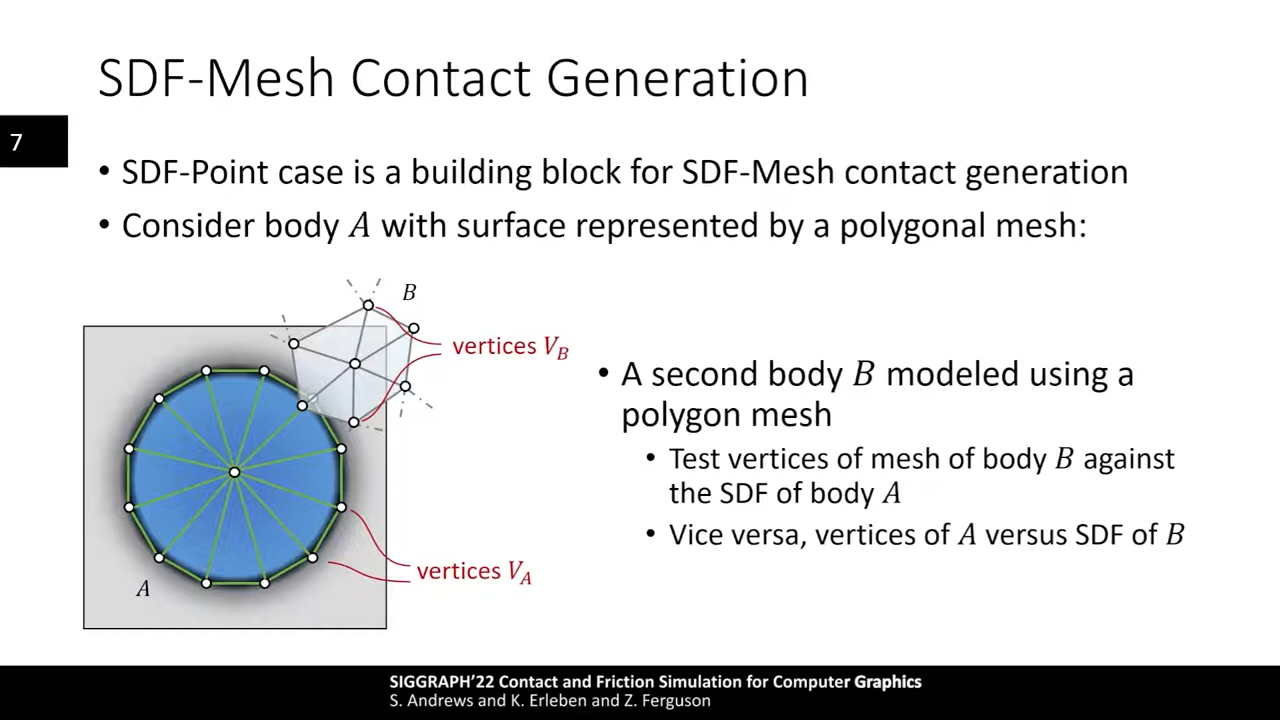 SDF-Mesh Contact Generation
7
• SDF-Point case is a building block for SDF-Mesh contact generation
• Consider body A with surface represented by a polygonal mesh:
B
vertices V_B
A
vertices V_A
• A second body B modeled using a
polygon mesh
• Test vertices of mesh of body B against
the SDF of body A
• Vice versa, vertices of A versus SDF of B
SIGGRAPH'22 Contact and Friction Simulation for Computer Graphics
S. Andrews and K. Erleben and Z. Ferguson